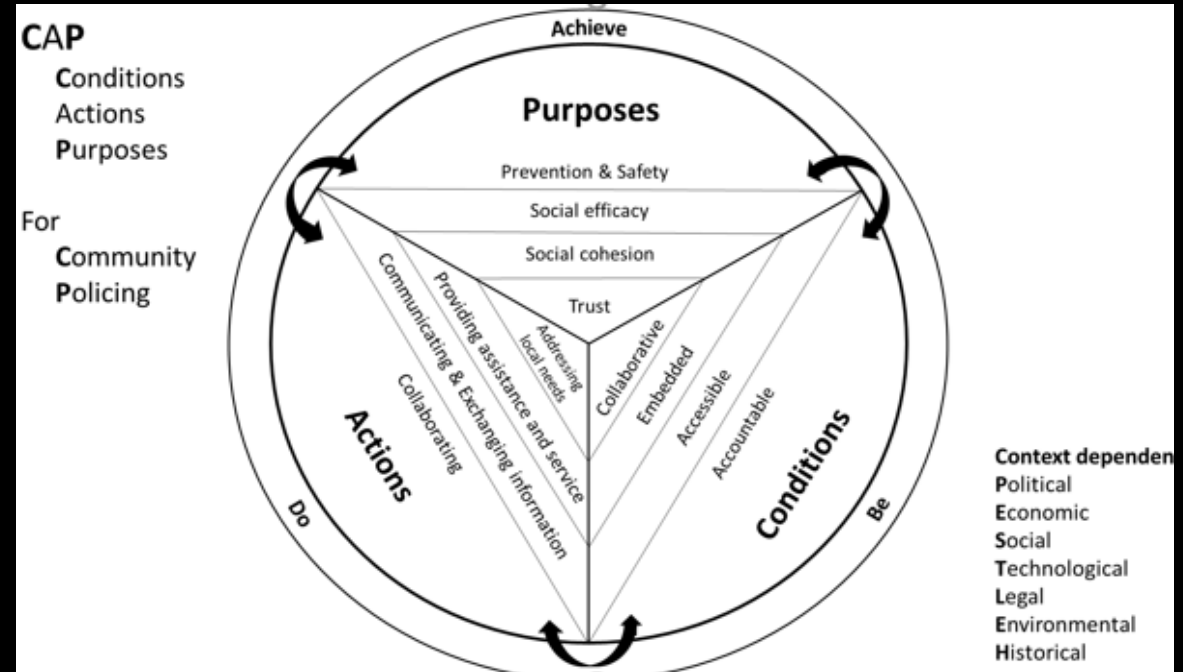 CAP
Conditions
Actions
Purposes
For
Community
Policing
Achieve
Purposes
Prevention & Safety
Social efficacy
Social cohesion
Trust
Addressing
local needs
Providing assistance and service
Communicating & Exchanging information
Collaborating
Actions
Do
Collaborative
Embedded
Accessible
Accountable
Conditions
Be
Context dependen
Political
Economic
Social
Technological
Legal
Environmental
Historical